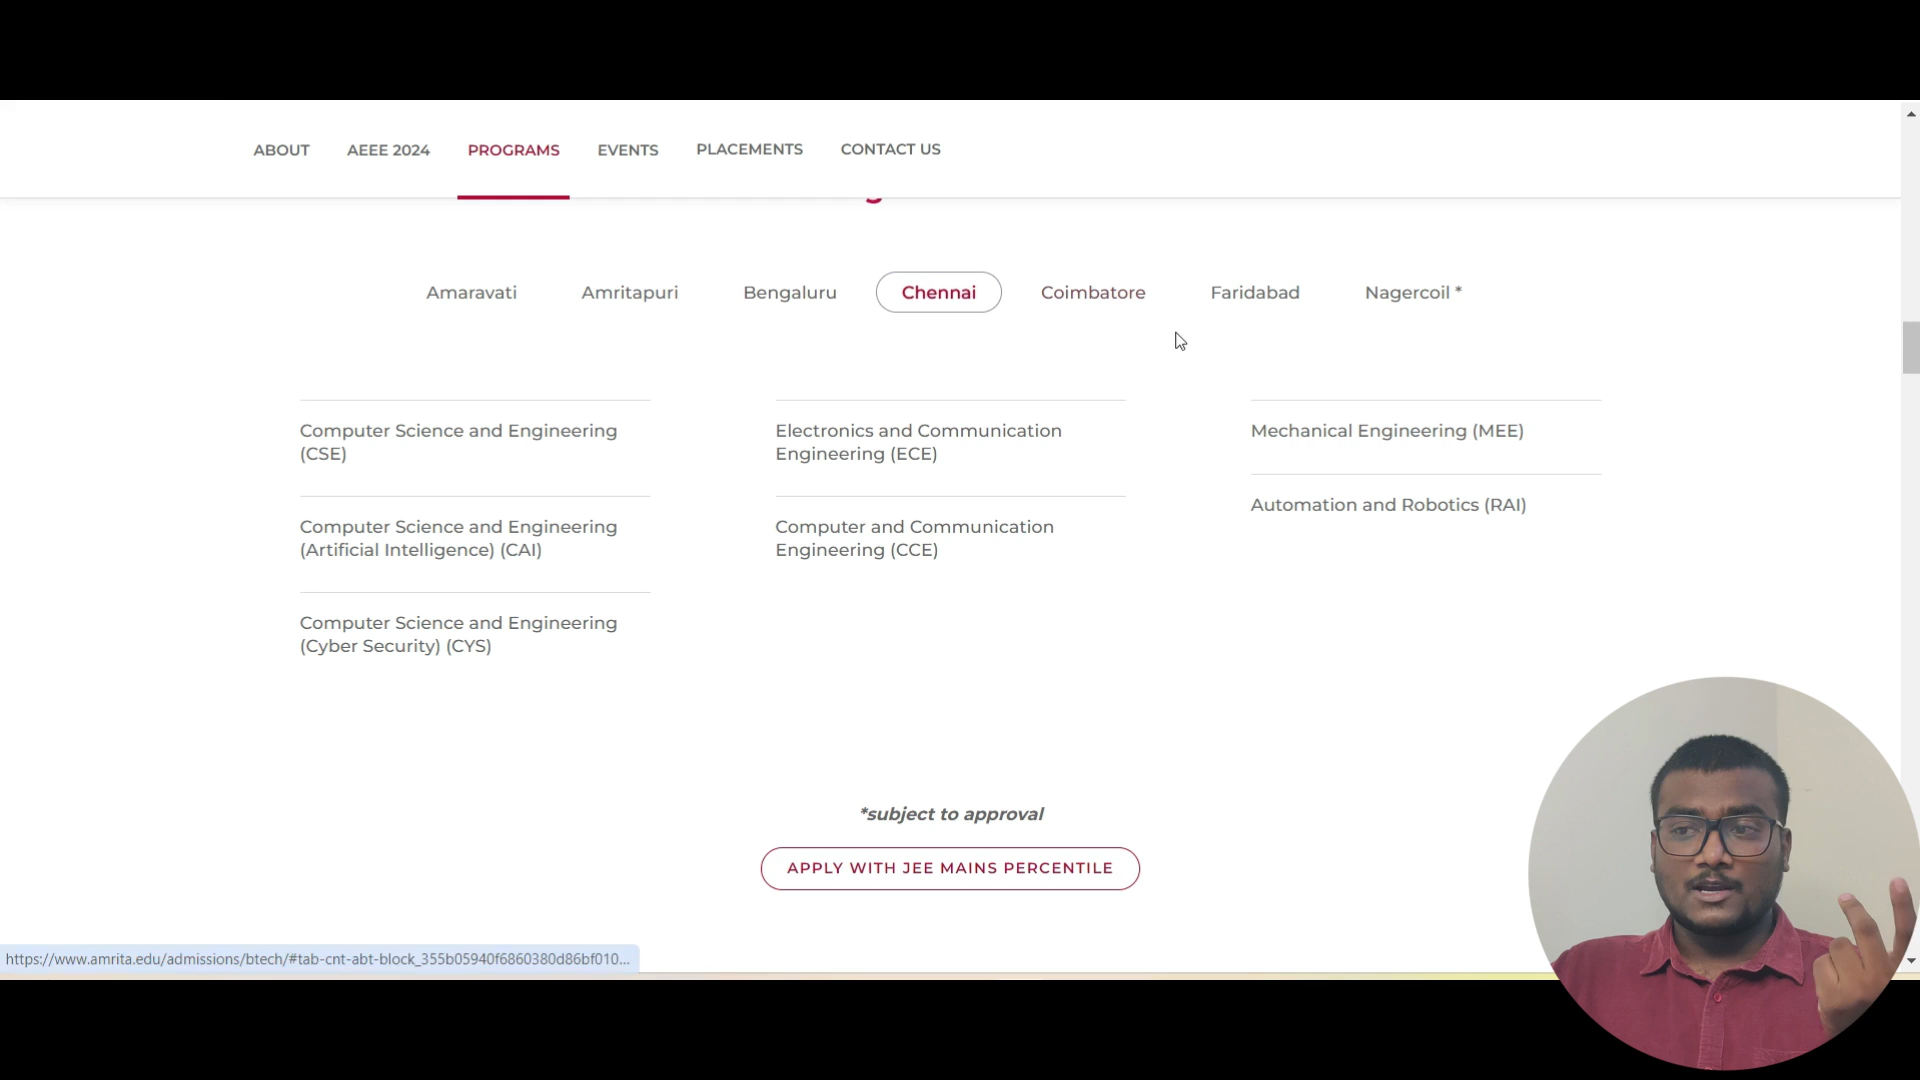 ABOUT AEEE 2024 PROGRAMS EVENTS PLACEMENTS CONTACT US
Amaravati Amritapuri Bengaluru Chennai Coimbatore Faridabad Nagercoil *
Computer Science and Engineering
(CSE)
Computer Science and Engineering
(Artificial Intelligence) (CAI)
Computer Science and Engineering
(Cyber Security) (CYS)
Electronics and Communication
Engineering (ECE)
Computer and Communication
Engineering (CCE)
Mechanical Engineering (MEE)
Automation and Robotics (RAI)
*subject to approval
APPLY WITH JEE MAINS PERCENTILE
https://www.amrita.edu/admissions/btech/#tab-cnt-abt-block_355b05940f6860380d86bf010...